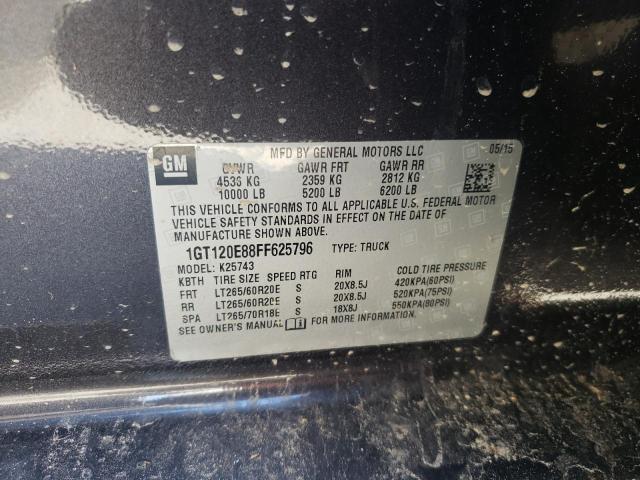 GM
MFD BY GENERAL MOTORS LLC 05/15
GVWR GAWR FRT GAWR RR
4535 KG 2359 KG 2812 KG
10000 LB 5200 LB 6200 LB
THIS VEHICLE CONFORMS TO ALL APPLICABLE U.S. FEDERAL MOTOR
VEHICLE SAFETY STANDARDS IN EFFECT ON THE DATE OF
MANUFACTURE SHOWN ABOVE.
1GT120E88FF625796 TYPE: TRUCK
MODEL: K25743
KBTH TIRE SIZE SPEED RTG RIM COLD TIRE PRESSURE
FRT LT265/60R20E S 20X8.5J 420KPA(60PSI)
RR LT265/60R20E S 20X8.5J 520KPA(75PSI)
SPA LT265/70R18E S 18X8J 550KPA(80PSI)
SEE OWNER'S MANUAL FOR MORE INFORMATION.